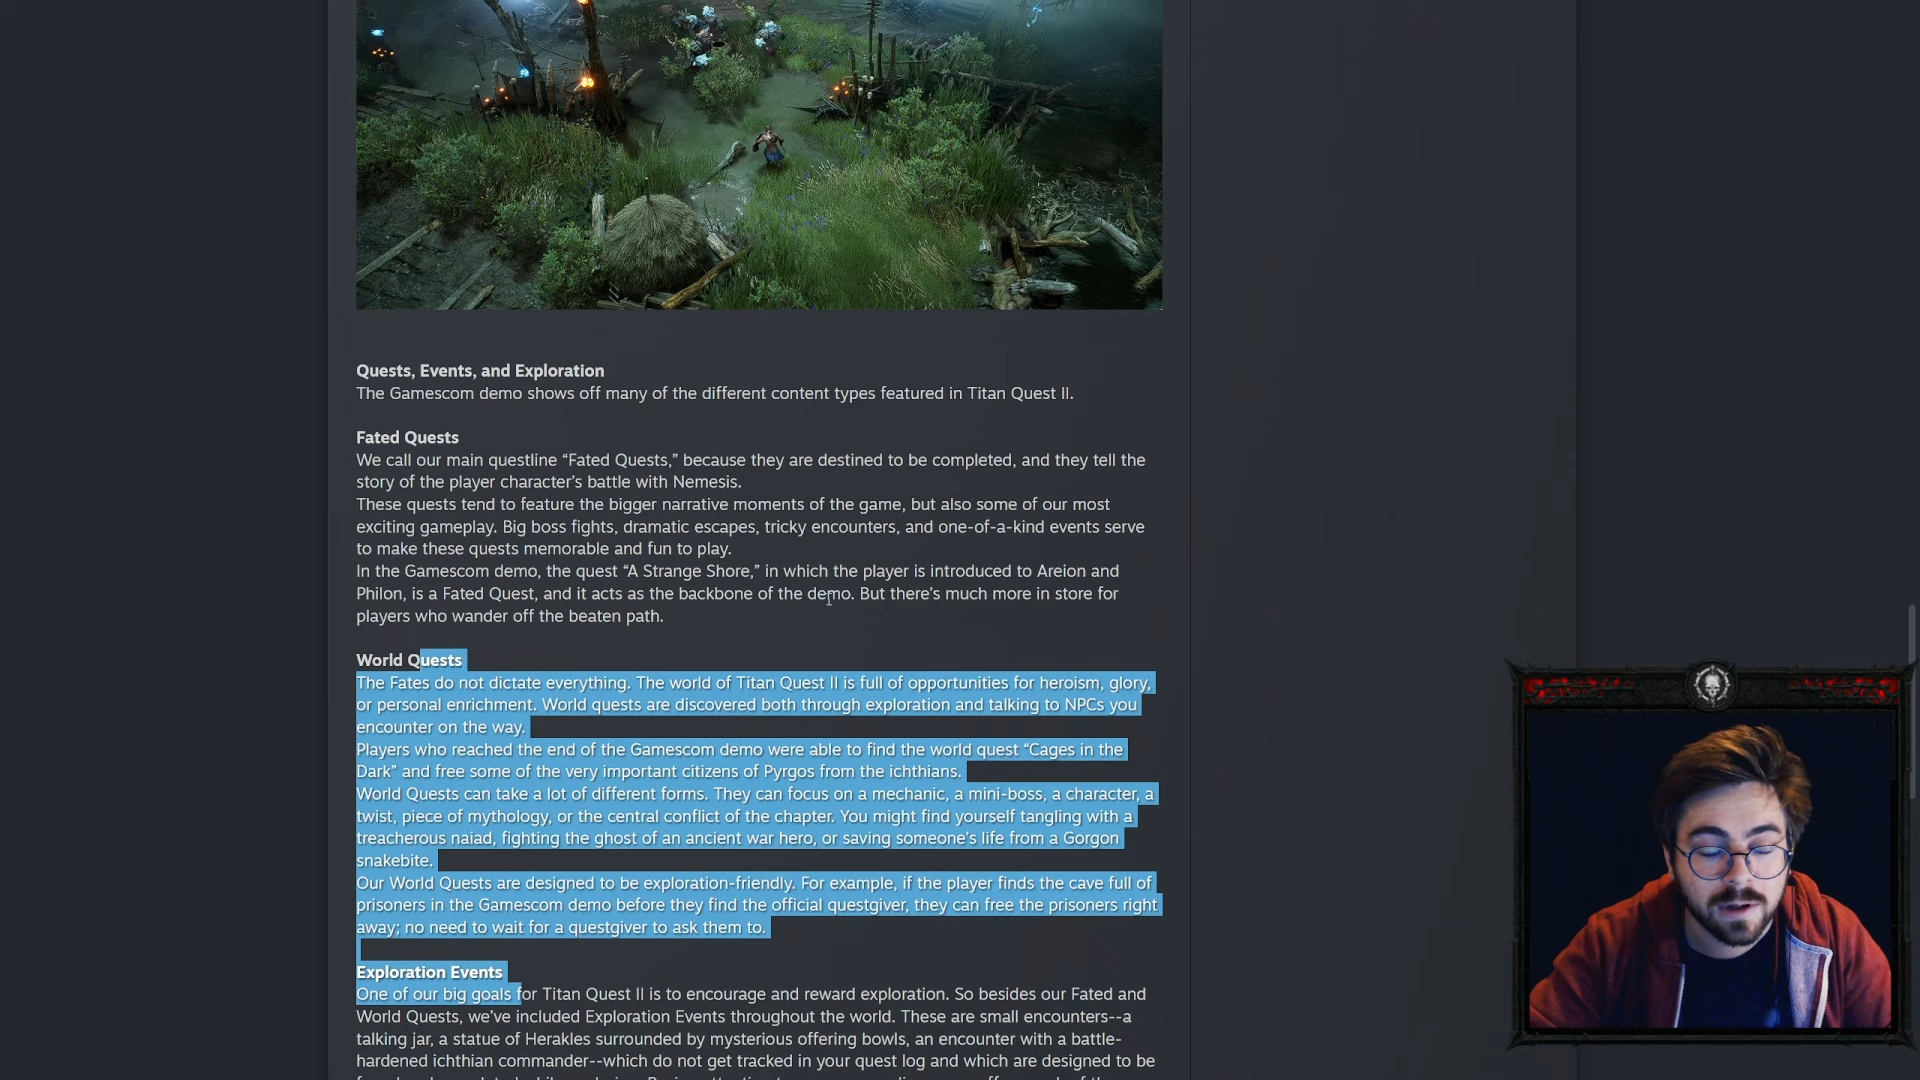 Quests, Events, and Exploration
The Gamescom demo shows off many of the different content types featured in Titan Quest II.
Fated Quests
We call our main questline “Fated Quests,” because they are destined to be completed, and they tell the
story of the player character’s battle with Nemesis.
These quests tend to feature the bigger narrative moments of the game, but also some of our most
exciting gameplay. Big boss fights, dramatic escapes, tricky encounters, and one-of-a-kind events serve
to make these quests memorable and fun to play.
In the Gamescom demo, the quest “A Strange Shore,” in which the player is introduced to Areion and
Philon, is a Fated Quest, and it acts as the backbone of the demo. But there’s much more in store for
players who wander off the beaten path.
World Quests
The Fates do not dictate everything. The world of Titan Quest II is full of opportunities for heroism, glory,
or personal enrichment. World quests are discovered both through exploration and talking to NPCs you
encounter on the way.
Players who reached the end of the Gamescom demo were able to find the world quest “Cages in the
Dark” and free some of the very important citizens of Pyrgos from the ichthians.
World Quests can take a lot of different forms. They can focus on a mechanic, a mini-boss, a character, a
twist, piece of mythology, or the central conflict of the chapter. You might find yourself tangling with a
treacherous naiad, fighting the ghost of an ancient war hero, or saving someone’s life from a Gorgon
snakebite.
Our World Quests are designed to be exploration-friendly. For example, if the player finds the cave full of
prisoners in the Gamescom demo before they find the official questgiver, they can free the prisoners right
away; no need to wait for a questgiver to ask them to.
Exploration Events
One of our big goals for Titan Quest II is to encourage and reward exploration. So besides our Fated and
World Quests, we’ve included Exploration Events throughout the world. These are small encounters--a
talking jar, a statue of Herakles surrounded by mysterious offering bowls, an encounter with a battle-
hardened ichthian commander--which do not get tracked in your quest log and which are designed to be